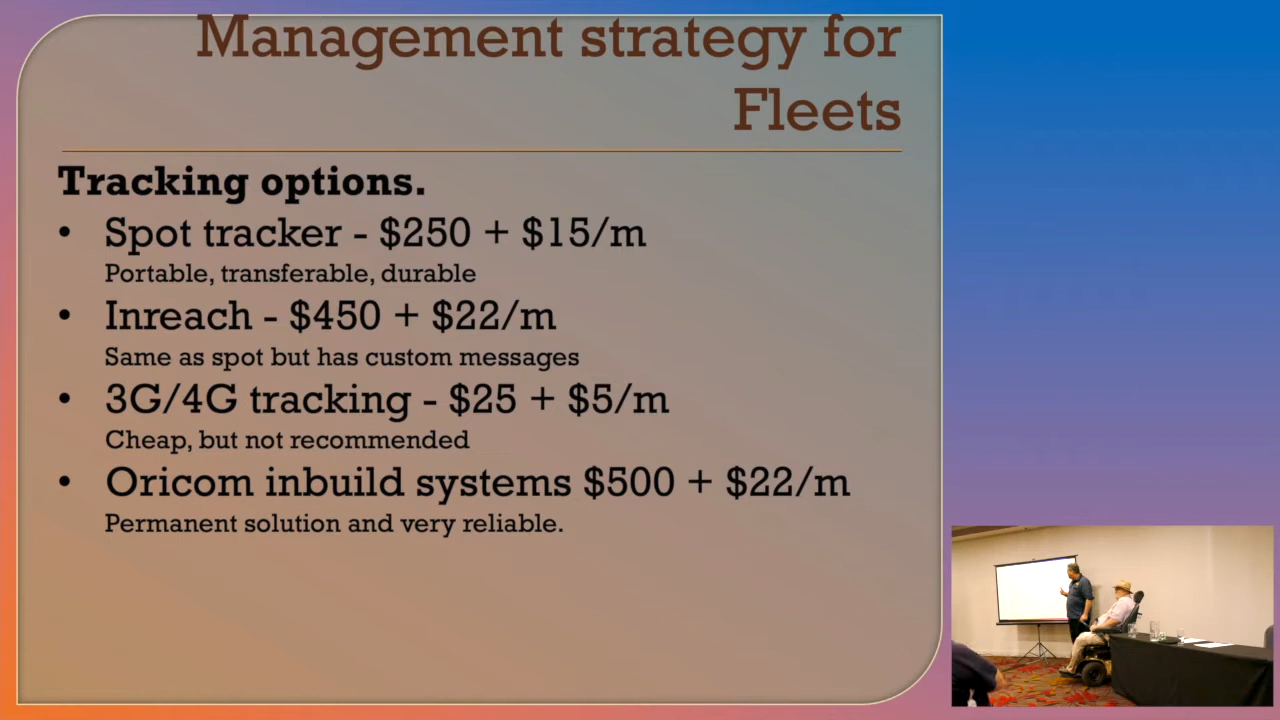 Management strategy for
Fleets
Tracking options.
• Spot tracker - $250 + $15/m
Portable, transferable, durable
• Inreach - $450 + $22/m
Same as spot but has custom messages
• 3G/4G tracking - $25 + $5/m
Cheap, but not recommended
• Oricom inbuild systems $500 + $22/m
Permanent solution and very reliable.